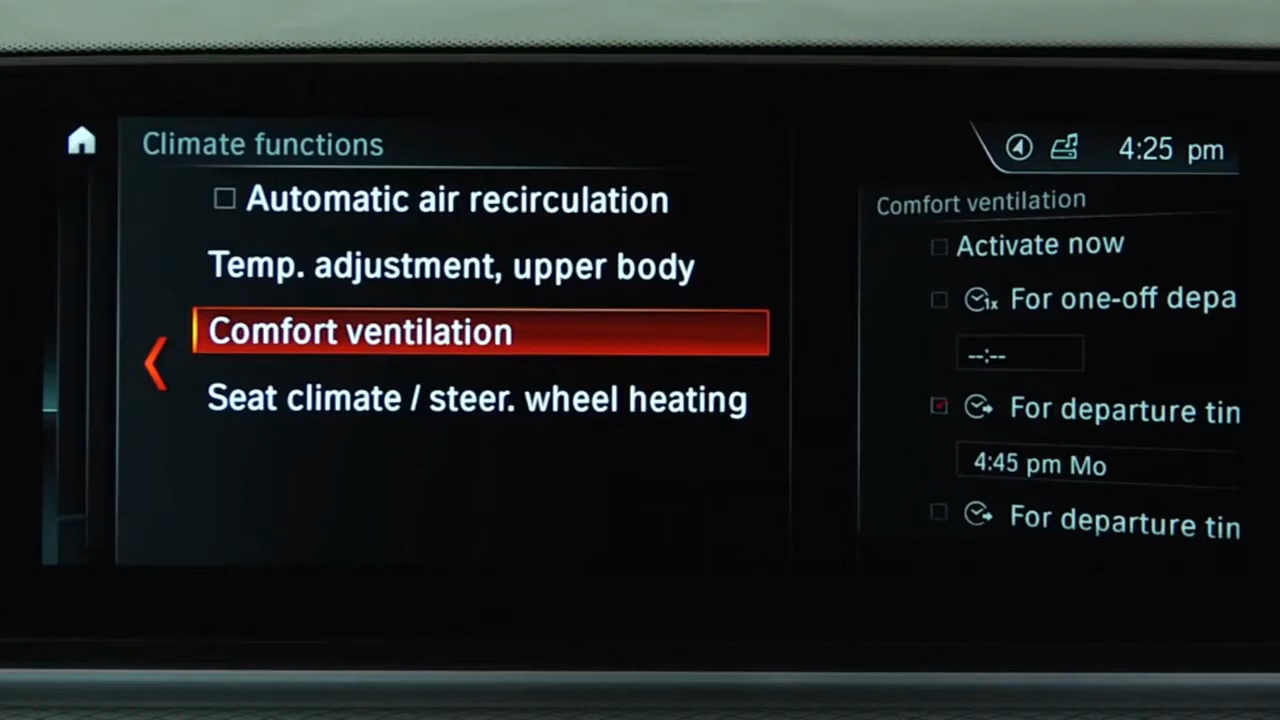 Climate functions
Automatic air recirculation
Temp. adjustment, upper body
Comfort ventilation
Seat climate / steer. wheel heating
4:25 pm
Comfort ventilation
Activate now
1x For one-off depa
--:--
For departure tin
4:45 pm Mo
For departure tin